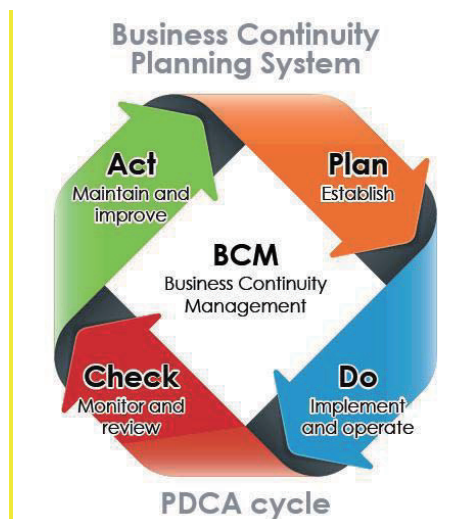 Business Continuity
Planning System
Act
Maintain and
improve
Plan
Establish
BCM
Business Continuity
Management
Check
Monitor and
review
Do
Implement
and operate
PDCA cycle